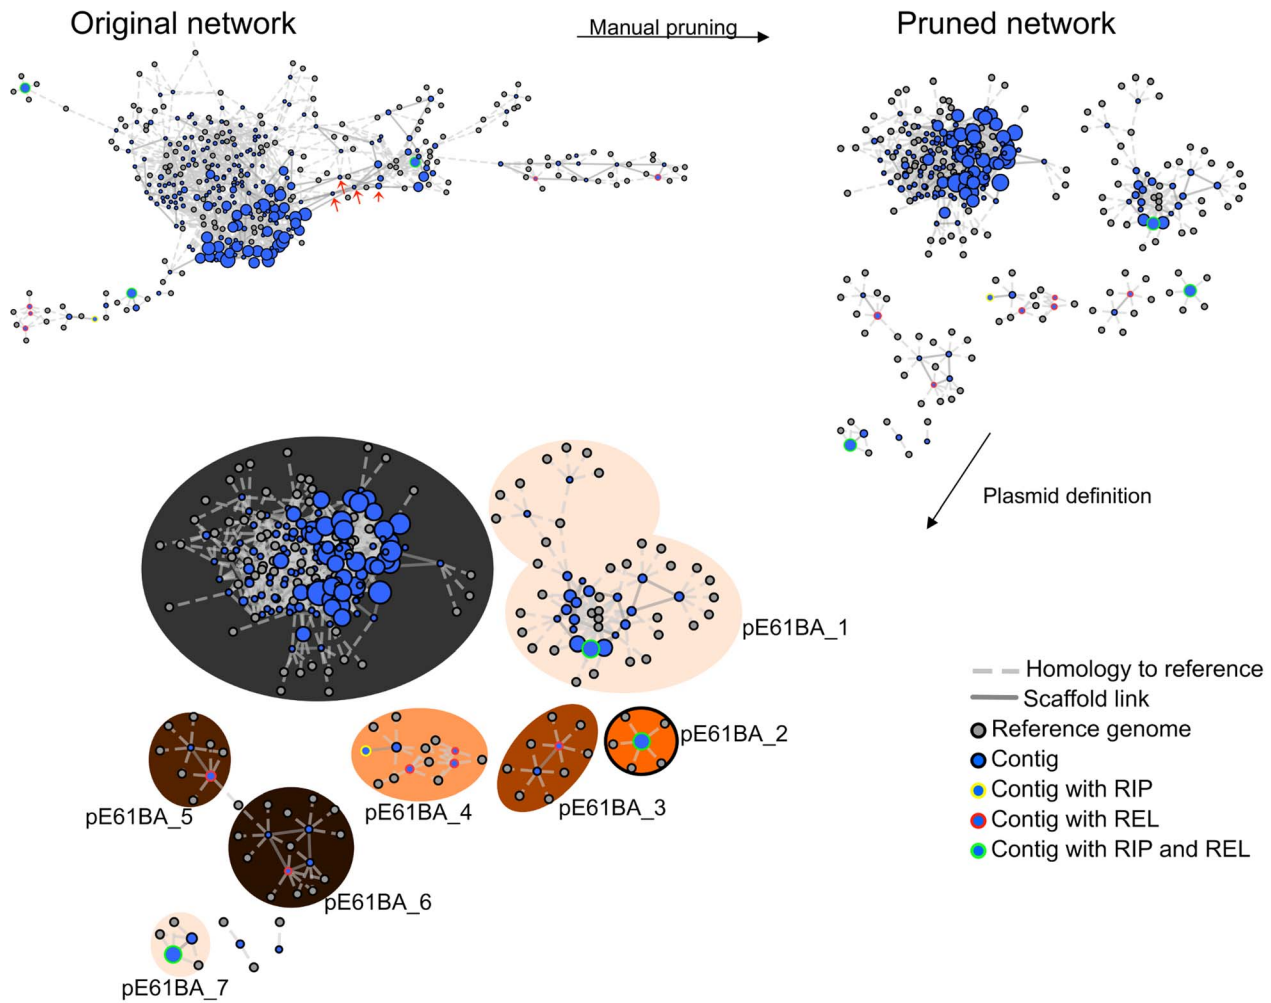 Original network
Manual pruning
Pruned network
Plasmid definition
pE61BA_1
Homology to reference
Scaffold link
Reference genome
Contig
Contig with RIP
Contig with REL
Contig with RIP and REL
pE61BA_2
pE61BA_3
pE61BA_4
pE61BA_5
pE61BA_6
pE61BA_7